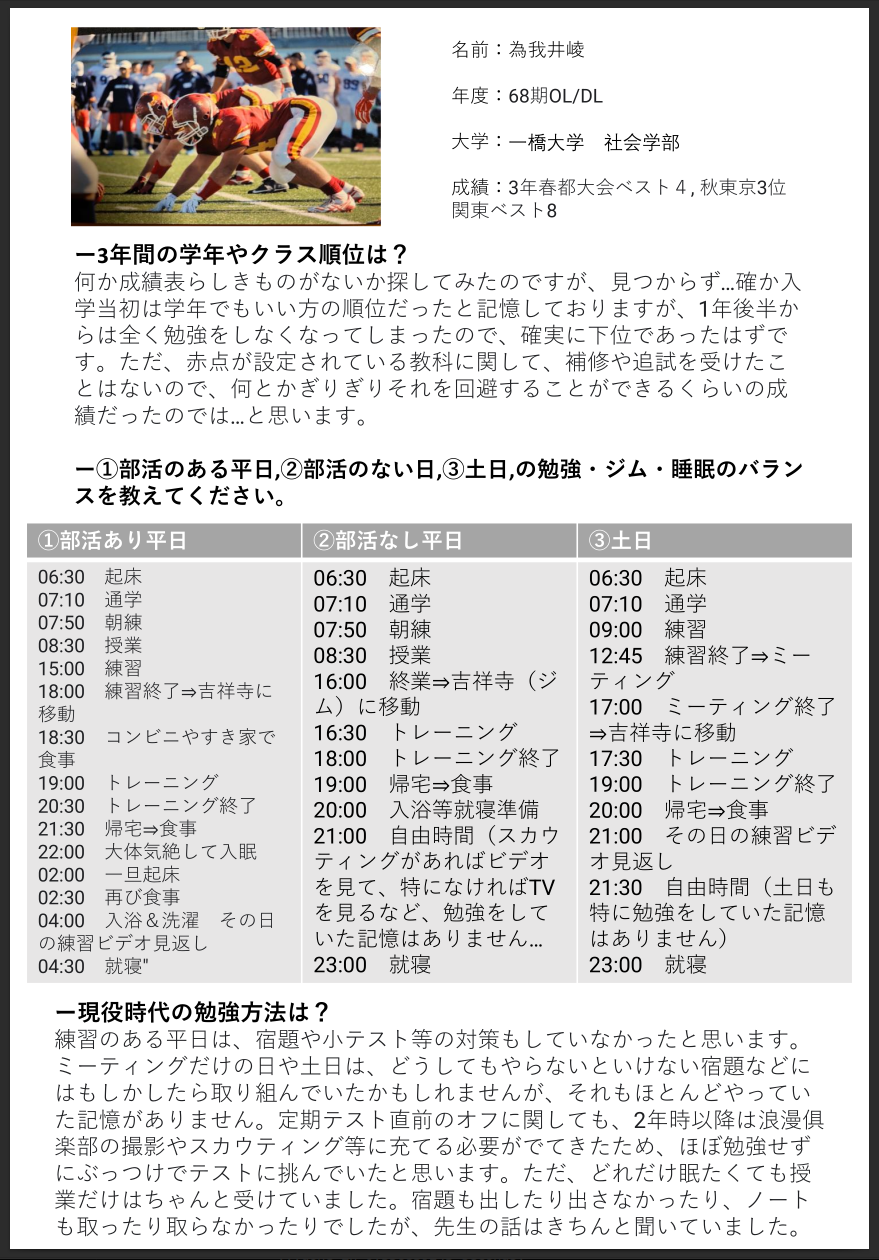 名前：為我井崚
年度：68期OL/DL
大学：一橋大学　社会学部
成績：3年春都大会ベスト４, 秋東京3位
関東ベスト8
ー3年間の学年やクラス順位は？
何か成績表らしきものがないか探してみたのですが、見つからず…確か入
学当初は学年でもいい方の順位だったと記憶しておりますが、1年後半か
らは全く勉強をしなくなってしまったので、確実に下位であったはずで
す。ただ、赤点が設定されている教科に関して、補修や追試を受けたこ
とはないので、何とかぎりぎりそれを回避することができるくらいの成
績だったのでは…と思います。
ー①部活のある平日,②部活のない日,③土日,の勉強・ジム・睡眠のバラン
スを教えてください。
①部活あり平日
06:30　起床
07:10　通学
07:50　朝練
08:30　授業
15:00　練習
18:00　練習終了⇒吉祥寺に
移動
18:30　コンビニやすき家で
食事
19:00　トレーニング
20:30　トレーニング終了
21:30　帰宅⇒食事
22:00　大体気絶して入眠
02:00　一旦起床
02:30　再び食事
04:00　入浴＆洗濯　その日
の練習ビデオ見返し
04:30　就寝"
②部活なし平日
06:30　起床
07:10　通学
07:50　朝練
08:30　授業
16:00　終業⇒吉祥寺（ジ
ム）に移動
16:30　トレーニング
18:00　トレーニング終了
19:00　帰宅⇒食事
20:00　入浴等就寝準備
21:00　自由時間（スカウ
ティングがあればビデオ
を見て、特になければTV
を見るなど、勉強をして
いた記憶はありません…
23:00　就寝
③土日
06:30　起床
07:10　通学
09:00　練習
12:45　練習終了⇒ミー
ティング
17:00　ミーティング終了
⇒吉祥寺に移動
17:30　トレーニング
19:00　トレーニング終了
20:00　帰宅⇒食事
21:00　その日の練習ビデ
オ見返し
21:30　自由時間（土日も
特に勉強をしていた記憶
はありません）
23:00　就寝
ー現役時代の勉強方法は？
練習のある平日は、宿題や小テスト等の対策もしていなかったと思います。
ミーティングだけの日や土日は、どうしてもやらないといけない宿題などに
はもしかしたら取り組んでいたかもしれませんが、それもほとんどやってい
た記憶がありません。定期テスト直前のオフに関しても、2年時以降は浪漫倶
楽部の撮影やスカウティング等に充てる必要がでてきたため、ほぼ勉強せず
にぶっつけでテストに挑んでいたと思います。ただ、どれだけ眠たくても授
業だけはちゃんと受けていました。宿題も出したり出さなかったり、ノート
も取ったり取らなかったりでしたが、先生の話はきちんと聞いていました。